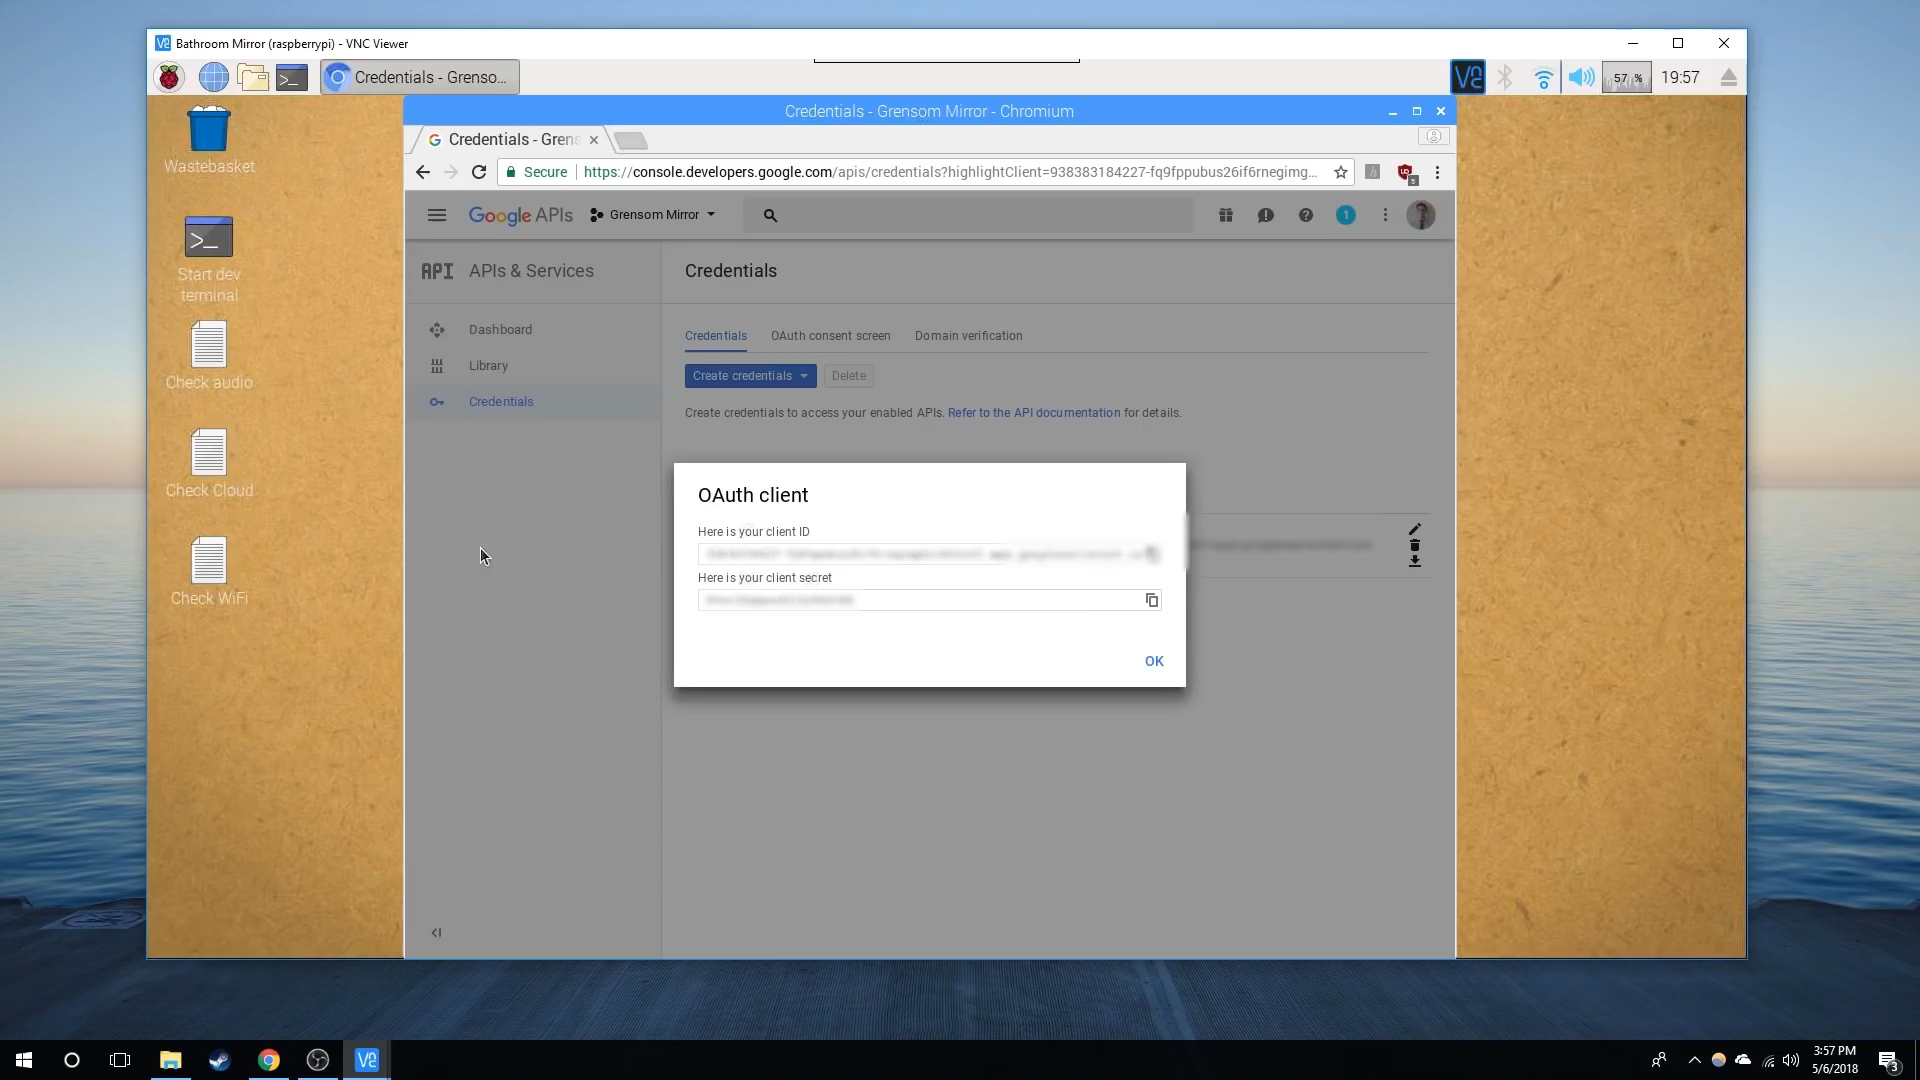 Bathroom Mirror (raspberrypi) - VNC Viewer
Credentials - Grenso...
57 %
19:57
Wastebasket
Start dev
terminal
Check audio
Check Cloud
Check WiFi
Credentials - Grensom Mirror - Chromium
Credentials - Grens
Secure
https://console.developers.google.com/apis/credentials?highlightClient=938383184227-fq9fppubus26if6rnegimg...
Google APIs
Grensom Mirror
1
API APIs & Services
Credentials
Dashboard
Library
Credentials
Credentials
OAuth consent screen
Domain verification
Create credentials
Delete
Create credentials to access your enabled APIs. Refer to the API documentation for details.
OAuth client
Here is your client ID
Here is your client secret
OK
3:57 PM
5/6/2018
3